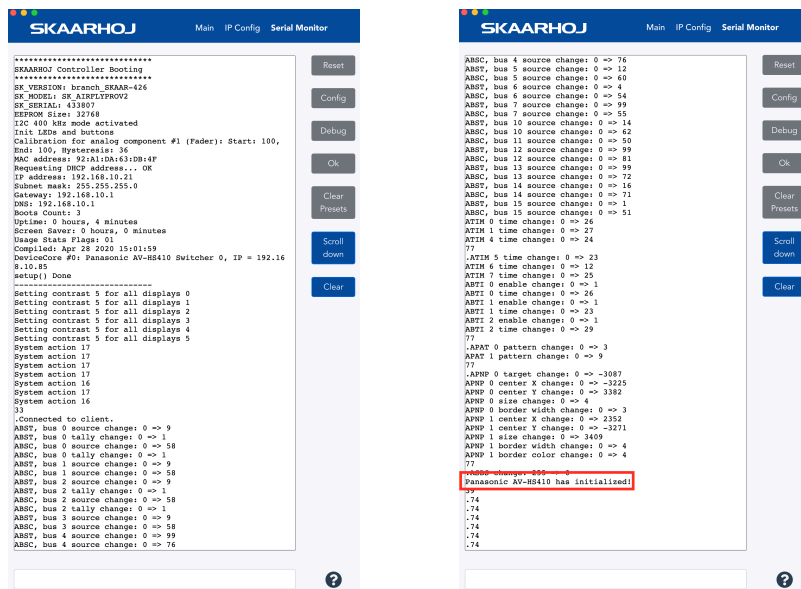 SKAARHOJ
Main IP Config Serial Monitor
******************************
SKAARHOJ Controller Booting
******************************
SK_VERSION: branch_SKAAR-426
SK_MODEL: SK_AIRFLYPROV2
SK_SERIAL: 433807
EEPROM Size: 32768
I2C 400 kHz mode activated
Init LEDs and buttons
Calibration for analog component #1 (Fader): Start: 100,
End: 100, Hysteresis: 36
MAC address: 92:A1:DA:63:DB:4F
Requesting DHCP address... OK
IP address: 192.168.10.21
Subnet mask: 255.255.255.0
Gateway: 192.168.10.1
DNS: 192.168.10.1
Boots Count: 3
Uptime: 0 hours, 4 minutes
Screen Saver: 0 hours, 0 minutes
Usage Stats Flags: 01
Compiled: Apr 28 2020 15:01:59
DeviceCore #0: Panasonic AV-HS410 Switcher 0, IP = 192.16
8.10.85
setup() Done
------------------------------
Setting contrast 5 for all displays 0
Setting contrast 5 for all displays 1
Setting contrast 5 for all displays 2
Setting contrast 5 for all displays 3
Setting contrast 5 for all displays 4
Setting contrast 5 for all displays 5
System action 17
System action 17
System action 17
System action 17
System action 16
System action 17
System action 16
33
.Connected to client.
ABST, bus 0 source change: 0 => 9
ABST, bus 0 tally change: 0 => 1
ABSC, bus 0 source change: 0 => 58
ABSC, bus 0 tally change: 0 => 1
ABST, bus 1 source change: 0 => 9
ABSC, bus 1 source change: 0 => 58
ABST, bus 2 source change: 0 => 9
ABST, bus 2 tally change: 0 => 1
ABSC, bus 2 source change: 0 => 58
ABSC, bus 2 tally change: 0 => 1
ABST, bus 3 source change: 0 => 9
ABSC, bus 3 source change: 0 => 58
ABST, bus 4 source change: 0 => 99
ABSC, bus 4 source change: 0 => 76
Reset
Config
Debug
Ok
Clear
Presets
Scroll
down
Clear
?
SKAARHOJ
Main IP Config Serial Monitor
ABSC, bus 4 source change: 0 => 76
ABST, bus 5 source change: 0 => 12
ABSC, bus 5 source change: 0 => 60
ABST, bus 6 source change: 0 => 4
ABSC, bus 6 source change: 0 => 54
ABST, bus 7 source change: 0 => 99
ABSC, bus 7 source change: 0 => 55
ABST, bus 10 source change: 0 => 14
ABSC, bus 10 source change: 0 => 62
ABSC, bus 11 source change: 0 => 50
ABST, bus 12 source change: 0 => 99
ABSC, bus 12 source change: 0 => 81
ABST, bus 13 source change: 0 => 99
ABSC, bus 13 source change: 0 => 72
ABST, bus 14 source change: 0 => 16
ABSC, bus 14 source change: 0 => 71
ABST, bus 15 source change: 0 => 1
ABSC, bus 15 source change: 0 => 51
ATIM 0 time change: 0 => 26
ATIM 1 time change: 0 => 27
ATIM 4 time change: 0 => 24
77
.ATIM 5 time change: 0 => 23
ATIM 6 time change: 0 => 12
ATIM 7 time change: 0 => 25
ABTI 0 enable change: 0 => 1
ABTI 0 time change: 0 => 26
ABTI 1 enable change: 0 => 1
ABTI 1 time change: 0 => 23
ABTI 2 enable change: 0 => 1
ABTI 2 time change: 0 => 29
77
.APAT 0 pattern change: 0 => 3
APAT 1 pattern change: 0 => 9
77
.APNP 0 target change: 0 => -3087
APNP 0 center X change: 0 => -3225
APNP 0 center Y change: 0 => 3382
APNP 0 size change: 0 => 4
APNP 0 border width change: 0 => 3
APNP 1 center X change: 0 => 2352
APNP 1 center Y change: 0 => -3271
APNP 1 size change: 0 => 3409
APNP 1 border width change: 0 => 4
APNP 1 border color change: 0 => 4
77
Panasonic AV-HS410 has initialized!
39
.74
.74
.74
.74
.74
.74
Reset
Config
Debug
Ok
Clear
Presets
Scroll
down
Clear
?